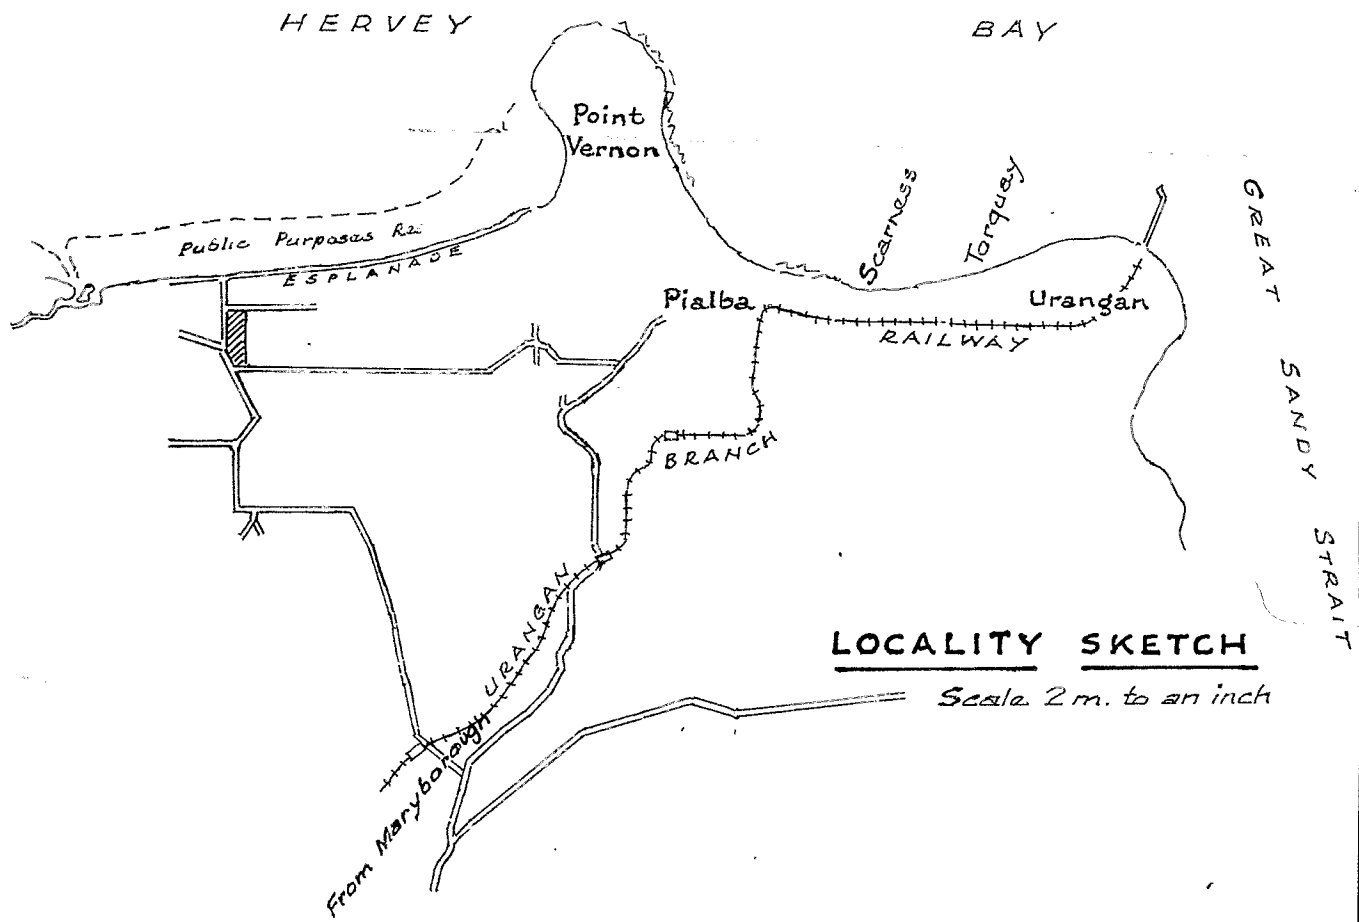 HERVEY BAY
Point
Vernon
Scarness
Torquay
GREAT SANDY STRAIT
Public Purposes Res
ESPLANADE
Pialba
Urangan
RAILWAY
BRANCH
URANGAN
From Maryborough
LOCALITY SKETCH
Scale 2 m. to an inch